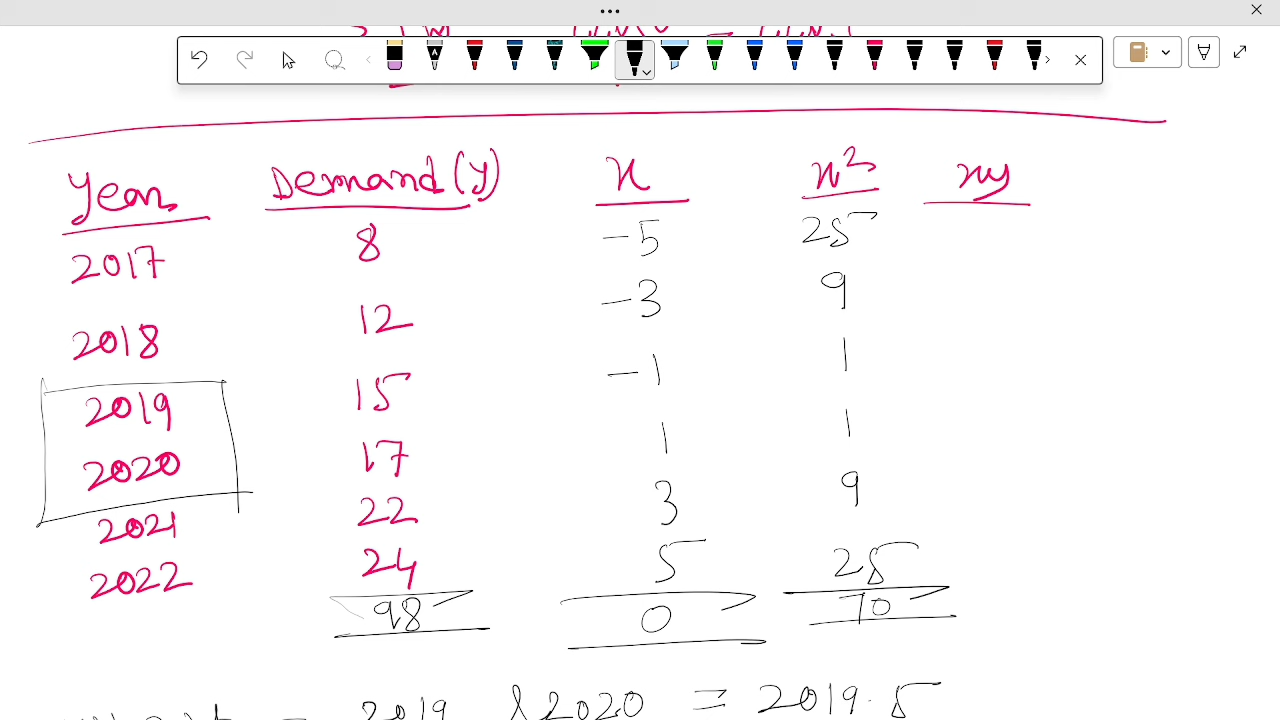 Year Demand (y) x x² xy
2017 8 -5 25
2018 12 -3 9
2019 15 -1 1
2020 17 1 1
2021 22 3 9
2022 24 5 25
98 0 70
= 2019 & 2020 = 2019.5